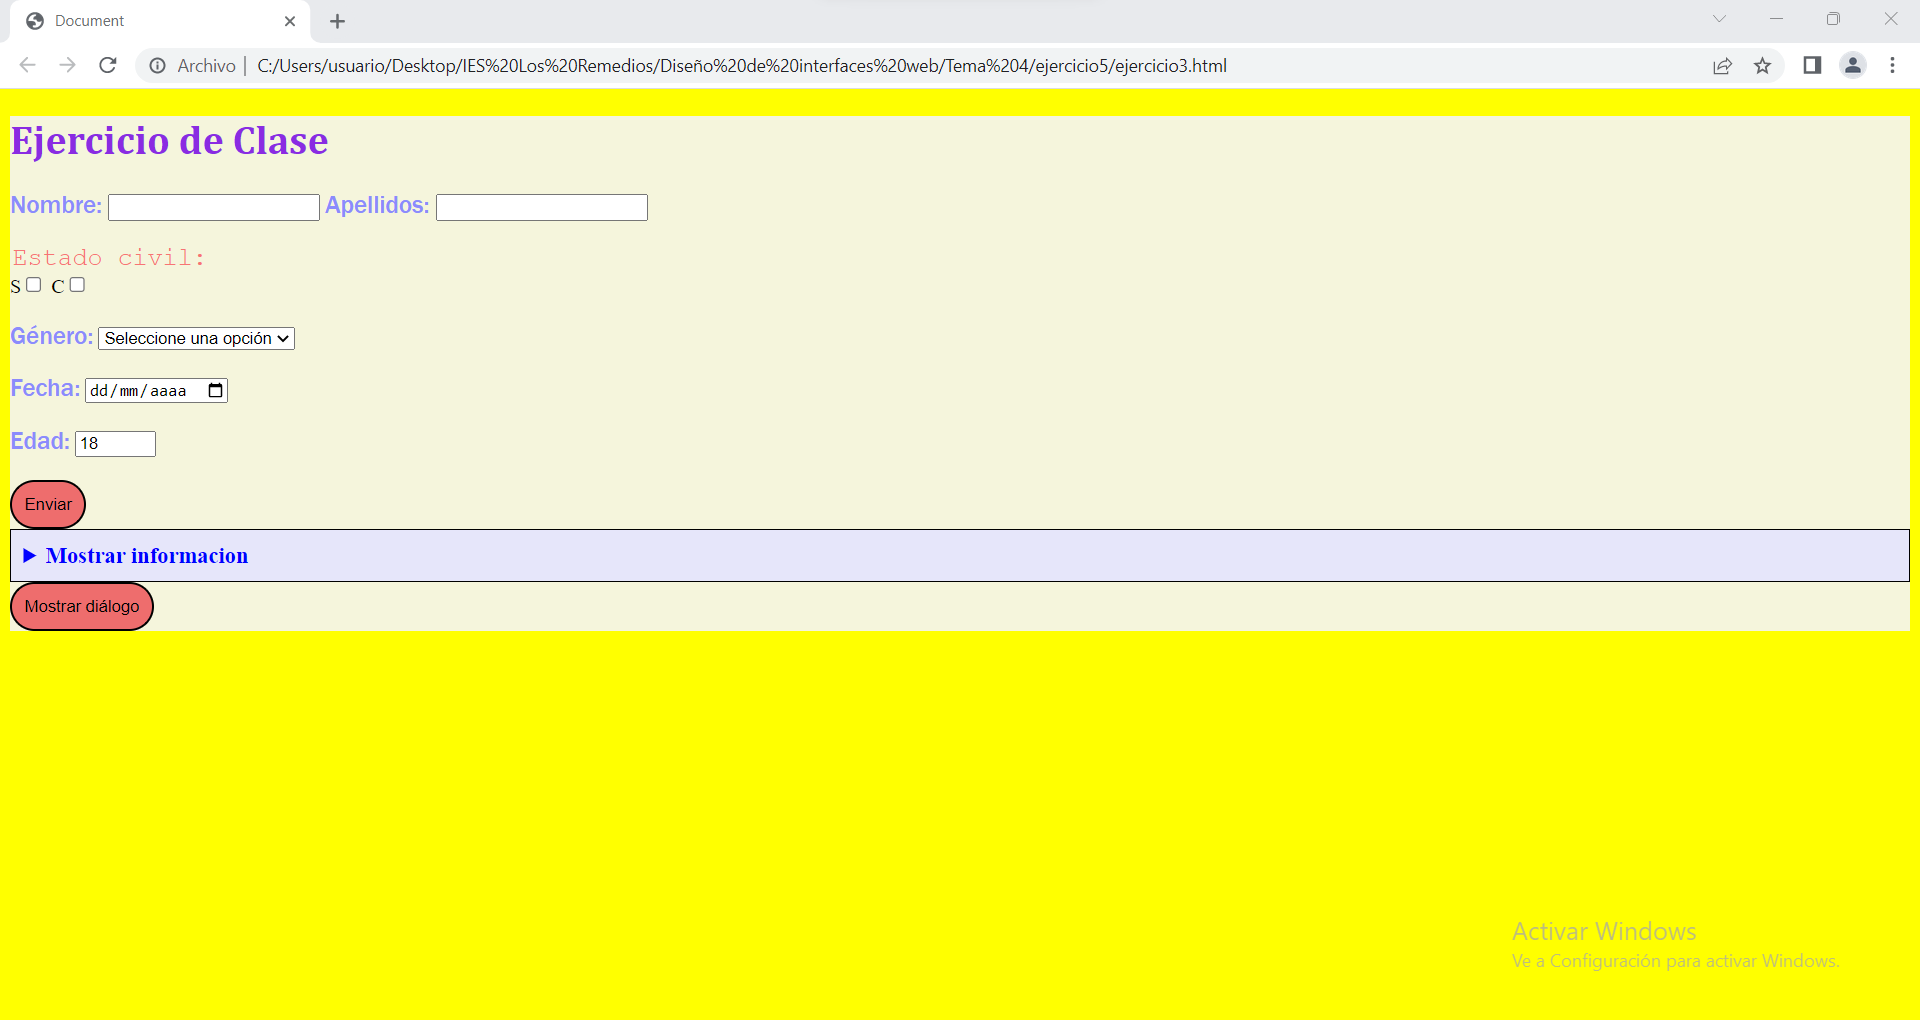 Document
Archivo C:/Users/usuario/Desktop/IES%20Los%20Remedios/Diseño%20de%20interfaces%20web/Tema%204/ejercicio5/ejercicio3.html
Ejercicio de Clase
Nombre: Apellidos:
Estado civil:
S C
Género: Seleccione una opción
Fecha: dd/mm/aaaa
Edad: 18
Enviar
Mostrar informacion
Mostrar diálogo
Activar Windows
Ve a Configuración para activar Windows.